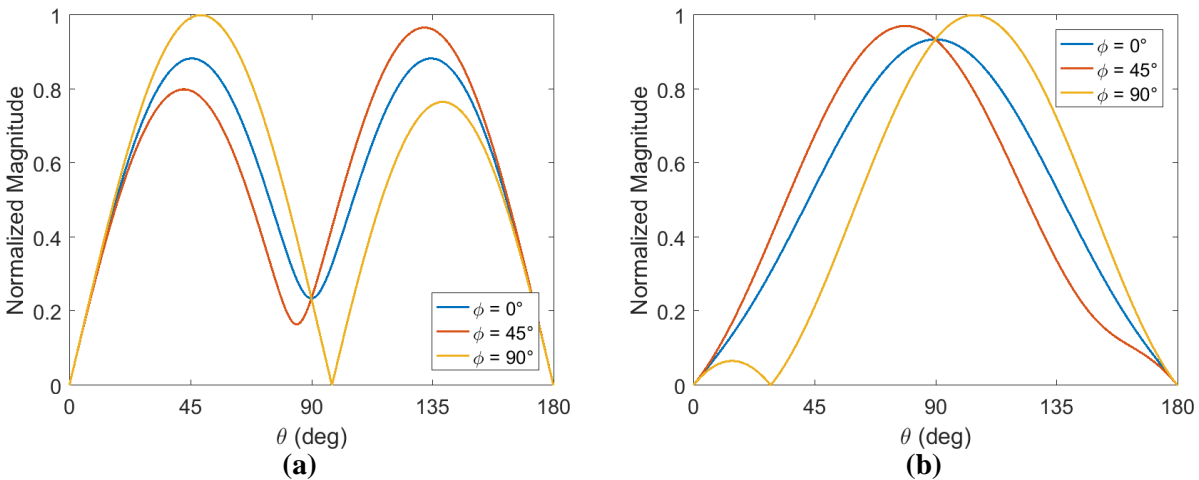 1
0.8
0.6
0.4
0.2
0
Normalized Magnitude
0 45 90 135 180
θ (deg)
ϕ = 0°
ϕ = 45°
ϕ = 90°
(a)
1
0.8
0.6
0.4
0.2
0
Normalized Magnitude
0 45 90 135 180
θ (deg)
ϕ = 0°
ϕ = 45°
ϕ = 90°
(b)